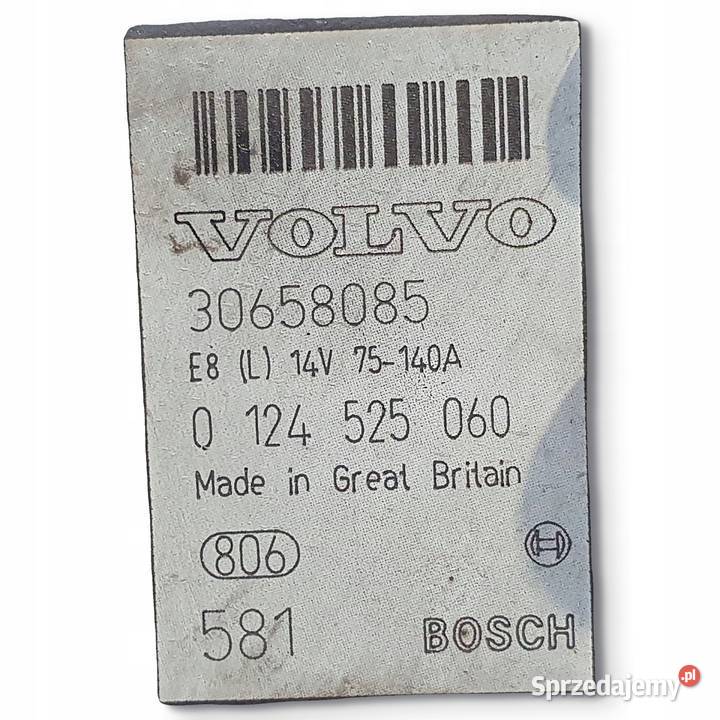 VOLVO
30658085
E8 (L) 14V 75-140A
0 124 525 060
Made in Great Britain
806
581 BOSCH
Sprzedajemy.pl